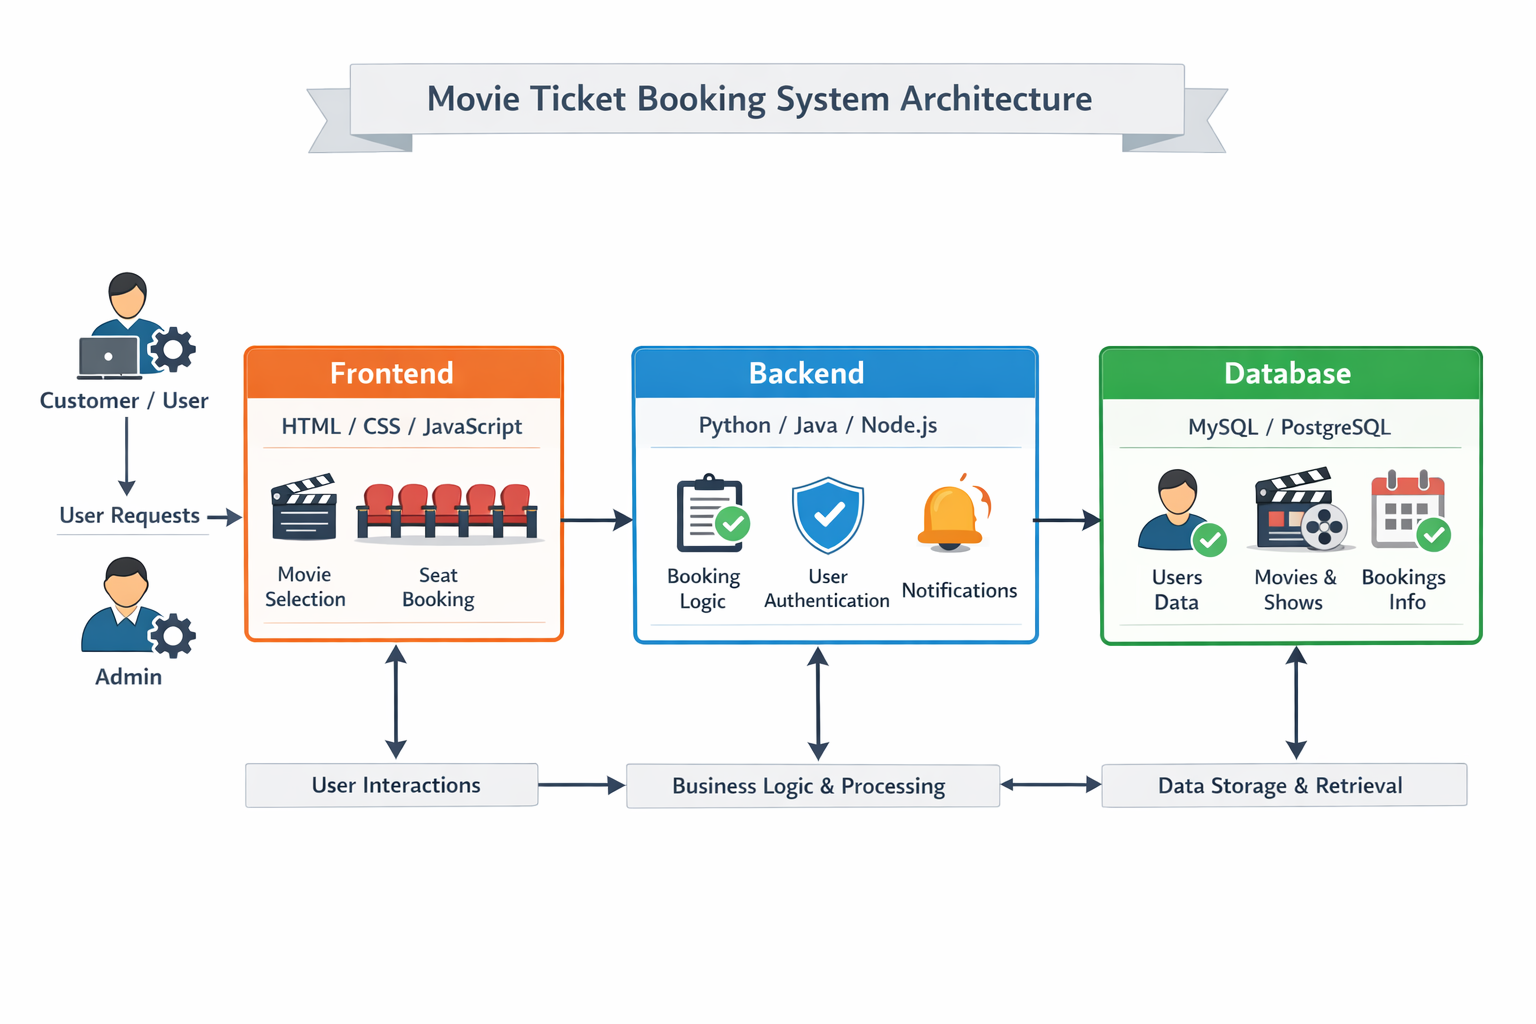 Movie Ticket Booking System Architecture
Customer / User
User Requests
Admin
Frontend
HTML / CSS / JavaScript
Movie
Selection
Seat
Booking
Backend
Python / Java / Node.js
Booking
Logic
User
Authentication
Notifications
Database
MySQL / PostgreSQL
Users
Data
Movies &
Shows
Bookings
Info
User Interactions
Business Logic & Processing
Data Storage & Retrieval